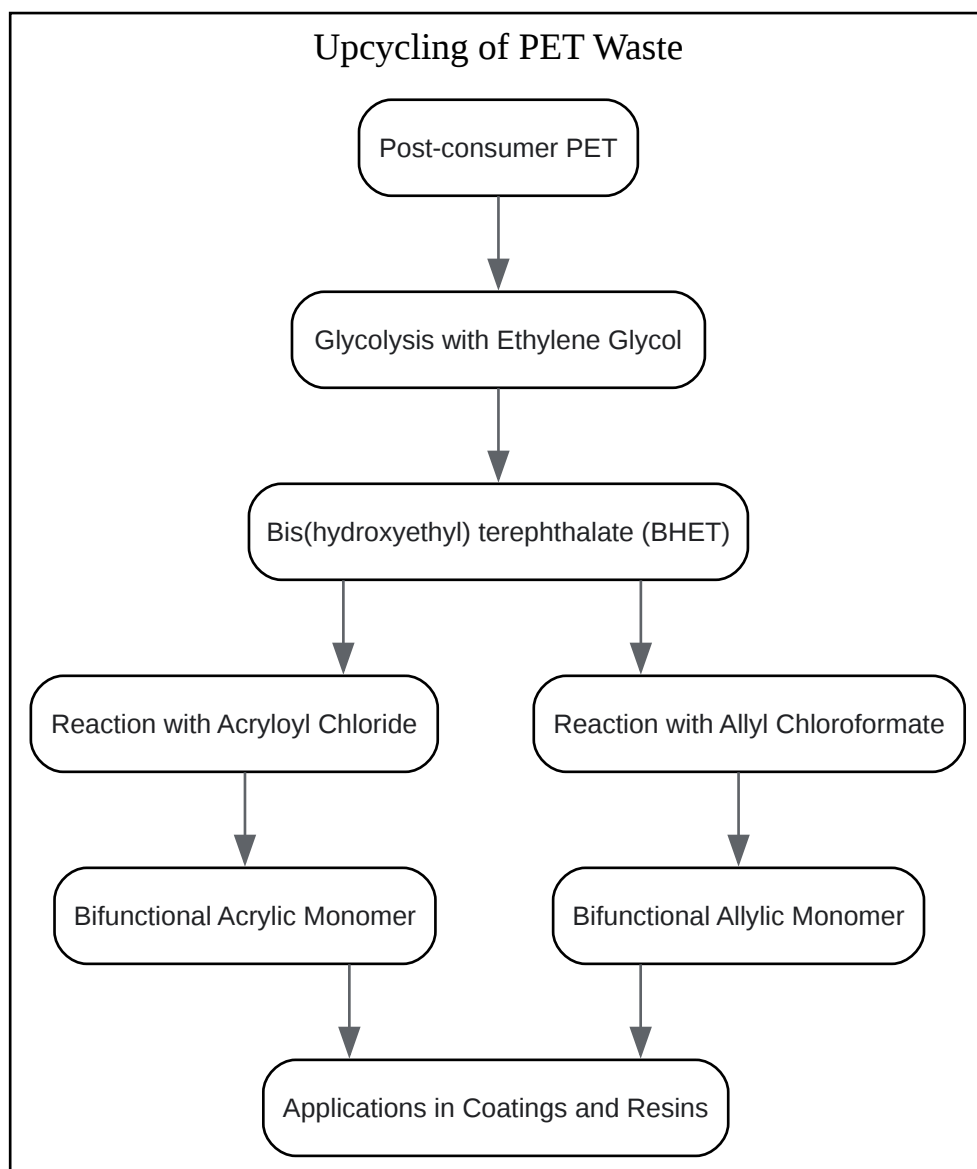 Upcycling of PET Waste
Post-consumer PET
Glycolysis with Ethylene Glycol
Bis(hydroxyethyl) terephthalate (BHET)
Reaction with Acryloyl Chloride
Reaction with Allyl Chloroformate
Bifunctional Acrylic Monomer
Bifunctional Allylic Monomer
Applications in Coatings and Resins